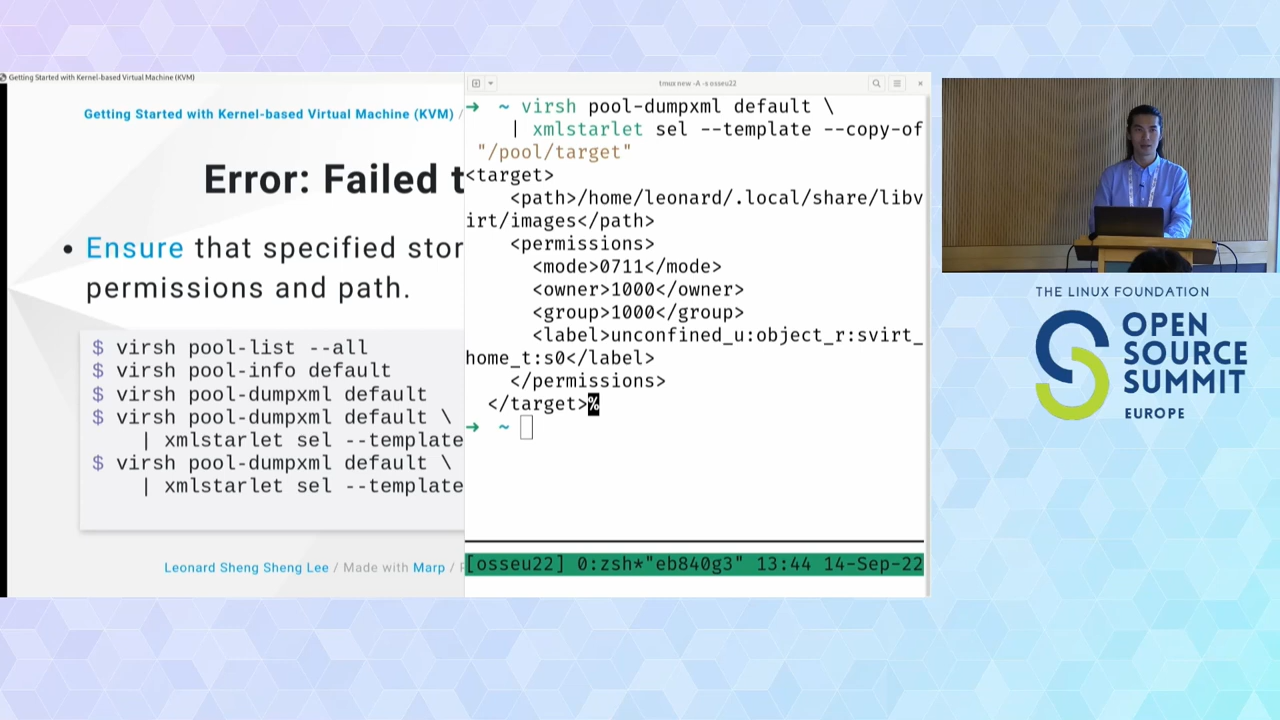 Getting Started with Kernel-based Virtual Machine (KVM)
Getting Started with Kernel-based Virtual Machine (KVM) /
Error: Failed t
• Ensure that specified stor
permissions and path.
$ virsh pool-list --all
$ virsh pool-info default
$ virsh pool-dumpxml default
$ virsh pool-dumpxml default \
| xmlstarlet sel --template
$ virsh pool-dumpxml default \
| xmlstarlet sel --template
Leonard Sheng Sheng Lee / Made with Marp /
tmux new -A -s osseu22
→ ~ virsh pool-dumpxml default \
| xmlstarlet sel --template --copy-of
"/pool/target"
<target>
<path>/home/leonard/.local/share/libv
irt/images</path>
<permissions>
<mode>0711</mode>
<owner>1000</owner>
<group>1000</group>
<label>unconfined_u:object_r:svirt_
home_t:s0</label>
</permissions>
</target>%
→ ~
[osseu22] 0:zsh*"eb840g3" 13:44 14-Sep-22
THE LINUX FOUNDATION
OPEN
SOURCE
SUMMIT
EUROPE